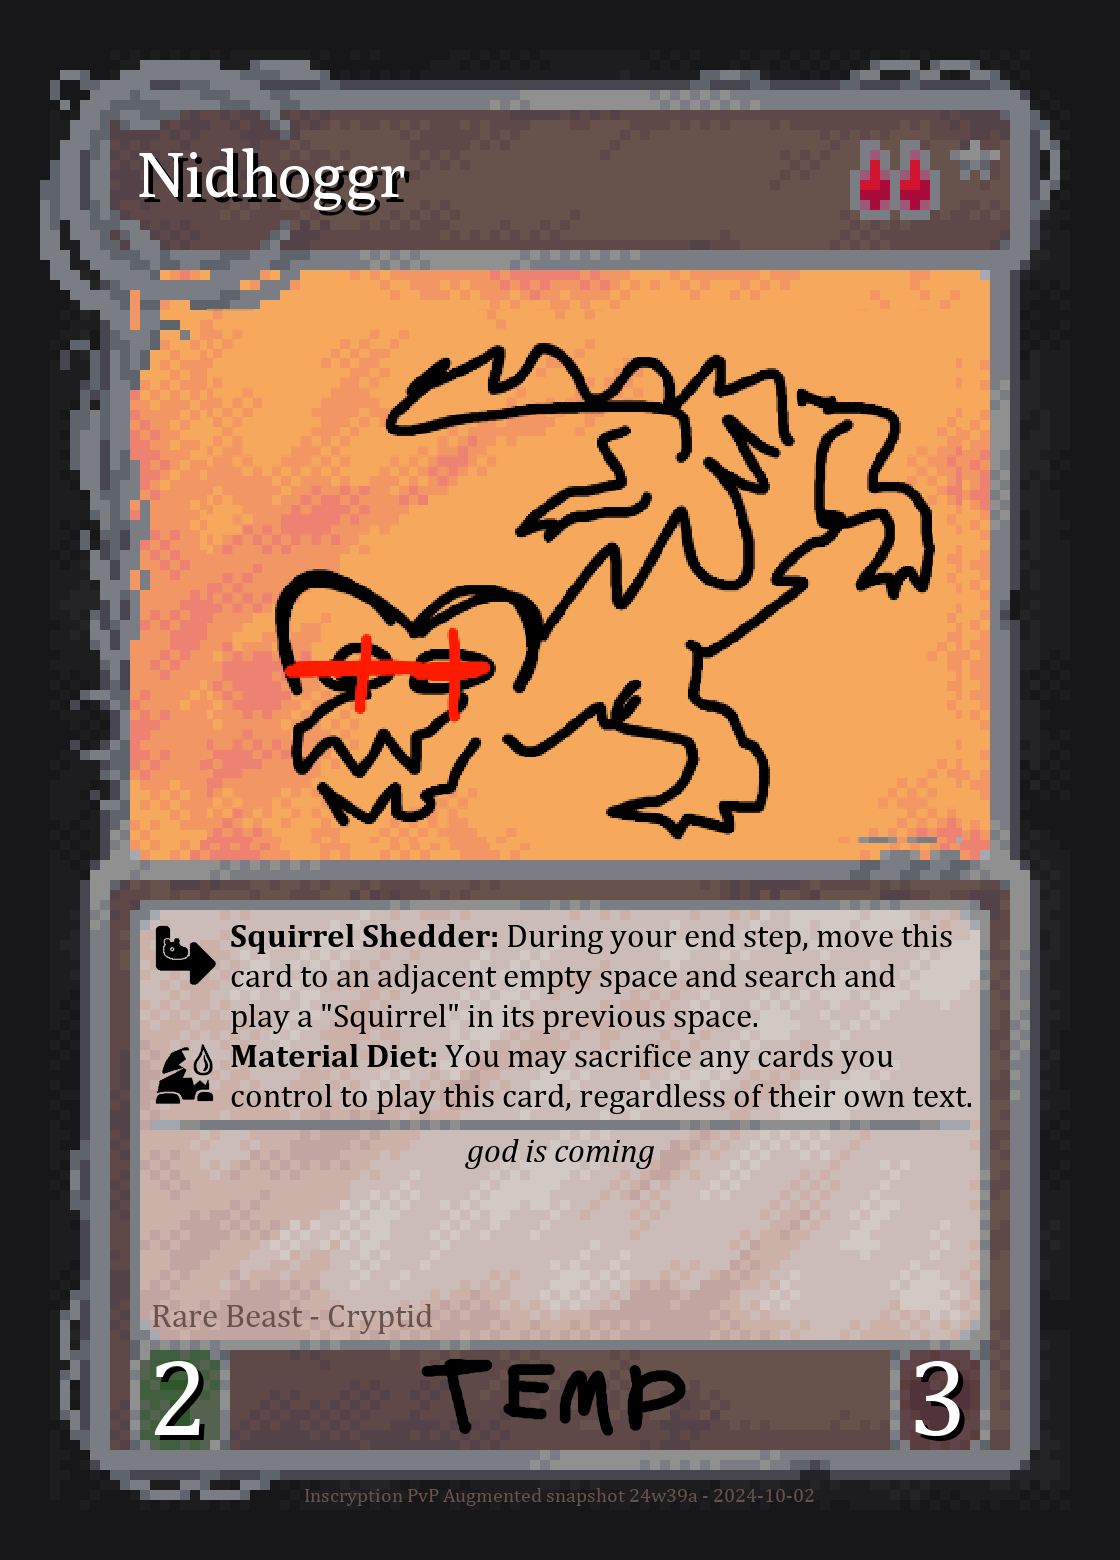 Nidhoggr
Squirrel Shedder: During your end step, move this
card to an adjacent empty space and search and
play a "Squirrel" in its previous space.
Material Diet: You may sacrifice any cards you
control to play this card, regardless of their own text.
god is coming
Rare Beast - Cryptid
2
TEMP
3
Inscryption PvP Augmented snapshot 24w39a - 2024-10-02